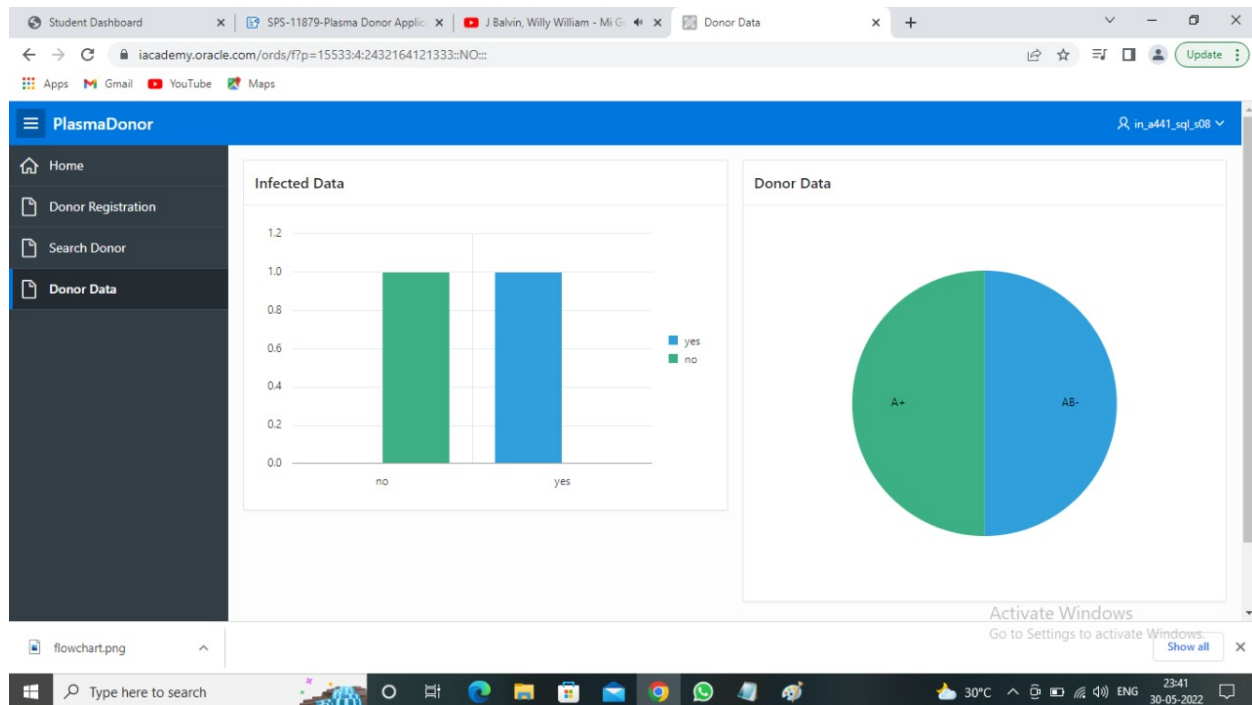 Student Dashboard
SPS-11879-Plasma Donor Applic
J Balvin, Willy William - Mi G
Donor Data
iacademy.oracle.com/ords/f?p=15533:4:2432164121333::NO:::
Update
Apps
Gmail
YouTube
Maps
PlasmaDonor
in_a441_sql_s08
Home
Donor Registration
Search Donor
Donor Data
Infected Data
1.2
1.0
0.8
0.6
0.4
0.2
0.0
no
yes
yes
no
Donor Data
A+
AB-
Activate Windows
Go to Settings to activate Windows.
flowchart.png
Show all
Type here to search
30°C
ENG
23:41
30-05-2022